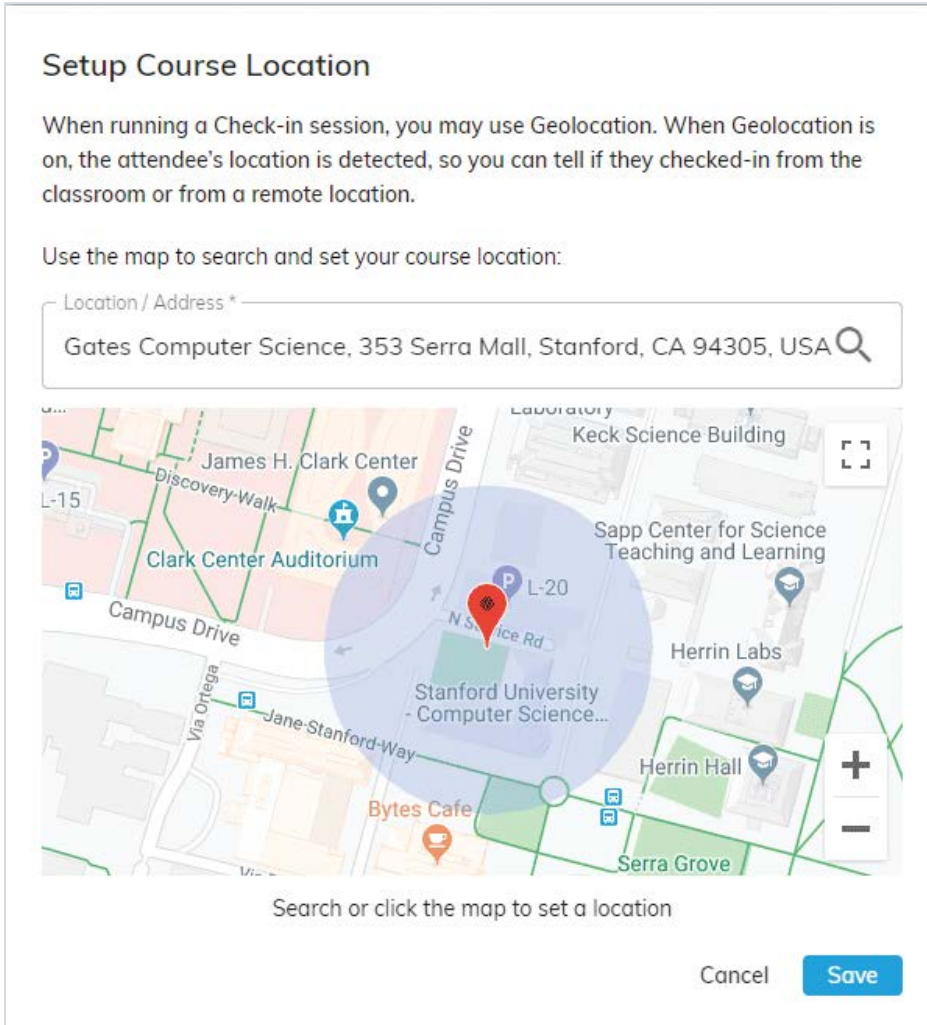 Setup Course Location
When running a Check-in session, you may use Geolocation. When Geolocation is
on, the attendee's location is detected, so you can tell if they checked-in from the
classroom or from a remote location.
Use the map to search and set your course location:
Location / Address *
Gates Computer Science, 353 Serra Mall, Stanford, CA 94305, USA
Laboratory
Keck Science Building
James H. Clark Center
Campus Drive
P
L-15
Discovery Walk
Sapp Center for Science
Teaching and Learning
Clark Center Auditorium
P
L-20
Campus Drive
N Service Rd
Herrin Labs
Via Ortega
Stanford University
- Computer Science...
Jane Stanford Way
Herrin Hall
Bytes Cafe
Serra Grove
Search or click the map to set a location
Cancel
Save